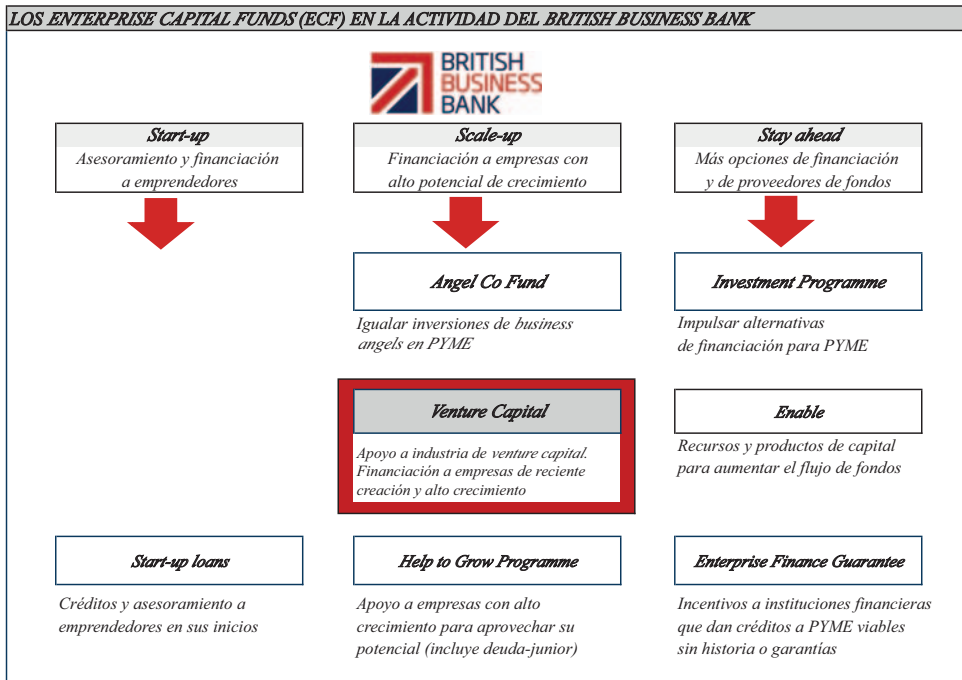 LOS ENTERPRISE CAPITAL FUNDS (ECF) EN LA ACTIVIDAD DEL BRITISH BUSINESS BANK
BRITISH
BUSINESS
BANK
Start-up
Asesoramiento y financiación
a emprendedores
Scale-up
Financiación a empresas con
alto potencial de crecimiento
Stay ahead
Más opciones de financiación
y de proveedores de fondos
Angel Co Fund
Igualar inversiones de business
angels en PYME
Investment Programme
Impulsar alternativas
de financiación para PYME
Venture Capital
Apoyo a industria de venture capital.
Financiación a empresas de reciente
creación y alto crecimiento
Enable
Recursos y productos de capital
para aumentar el flujo de fondos
Start-up loans
Créditos y asesoramiento a
emprendedores en sus inicios
Help to Grow Programme
Apoyo a empresas con alto
crecimiento para aprovechar su
potencial (incluye deuda-junior)
Enterprise Finance Guarantee
Incentivos a instituciones financieras
que dan créditos a PYME viables
sin historia o garantías